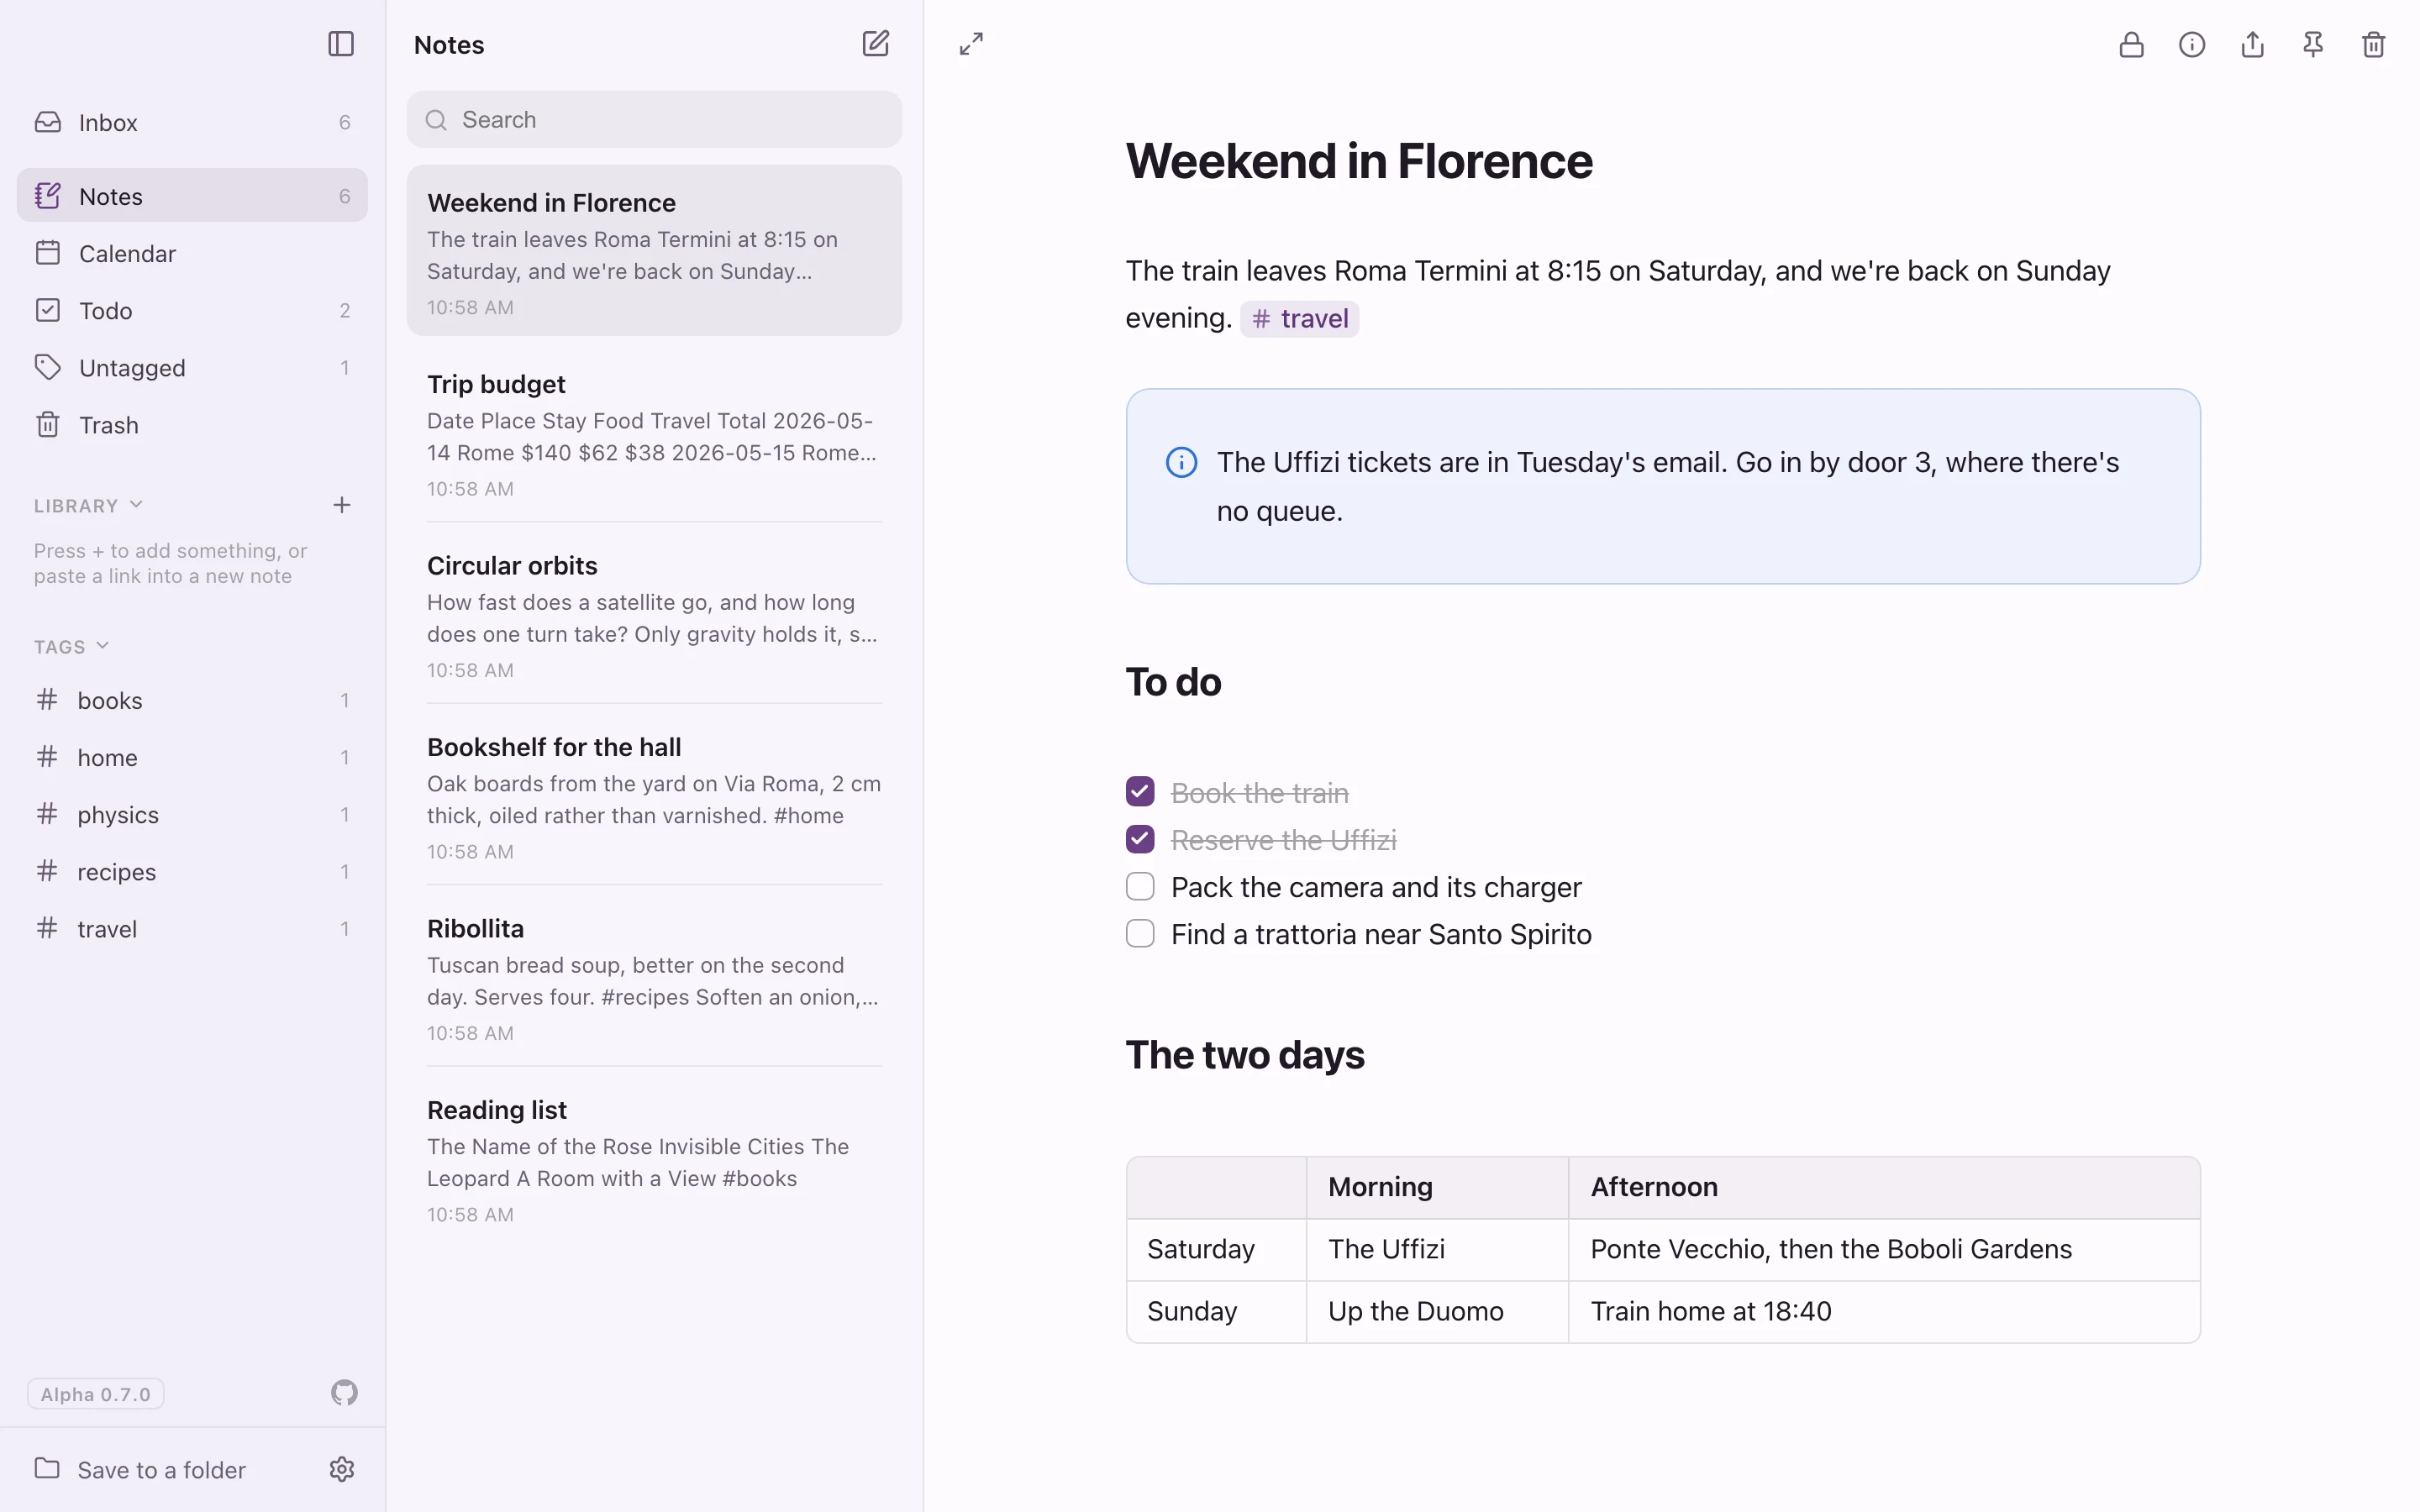 Inbox 6
Notes 6
Calendar
Todo 2
Untagged 1
Trash
LIBRARY
Press + to add something, or
paste a link into a new note
TAGS
# books 1
# home 1
# physics 1
# recipes 1
# travel 1
Alpha 0.7.0
Save to a folder
Notes
Search
Weekend in Florence
The train leaves Roma Termini at 8:15 on
Saturday, and we're back on Sunday...
10:58 AM
Trip budget
Date Place Stay Food Travel Total 2026-05-
14 Rome $140 $62 $38 2026-05-15 Rome...
10:58 AM
Circular orbits
How fast does a satellite go, and how long
does one turn take? Only gravity holds it, s...
10:58 AM
Bookshelf for the hall
Oak boards from the yard on Via Roma, 2 cm
thick, oiled rather than varnished. #home
10:58 AM
Ribollita
Tuscan bread soup, better on the second
day. Serves four. #recipes Soften an onion,...
10:58 AM
Reading list
The Name of the Rose Invisible Cities The
Leopard A Room with a View #books
10:58 AM
Weekend in Florence
The train leaves Roma Termini at 8:15 on Saturday, and we're back on Sunday
evening. # travel
The Uffizi tickets are in Tuesday's email. Go in by door 3, where there's
no queue.
To do
Book the train
Reserve the Uffizi
Pack the camera and its charger
Find a trattoria near Santo Spirito
The two days
Morning Afternoon
Saturday The Uffizi Ponte Vecchio, then the Boboli Gardens
Sunday Up the Duomo Train home at 18:40